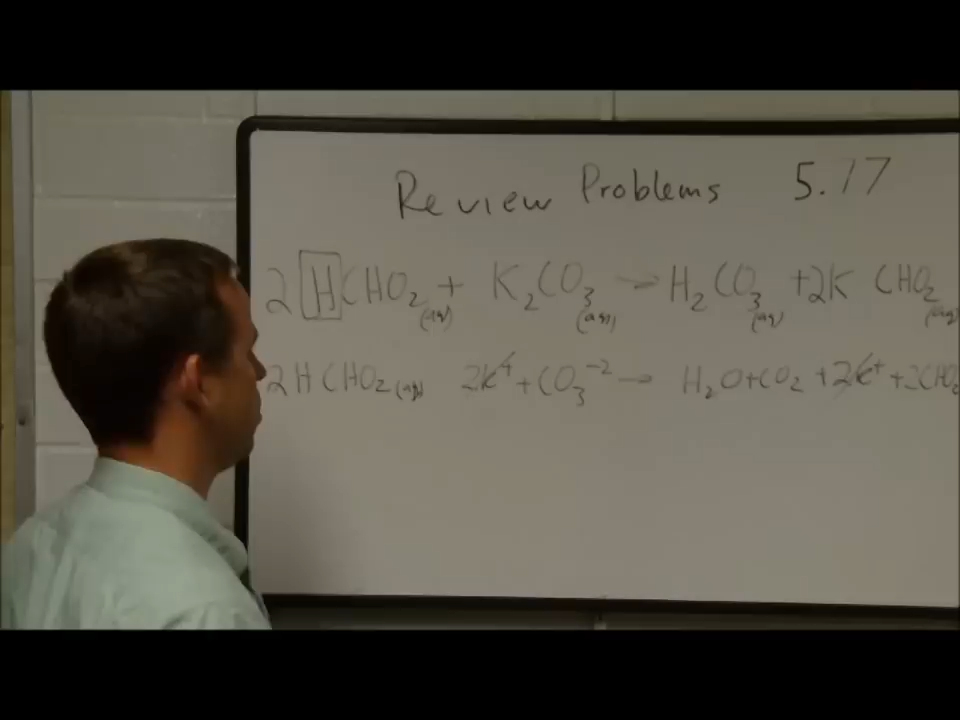 Review Problems 5.17
2 HCHO₂(aq) + K₂CO₃(aq) → H₂CO₃(aq) + 2K CHO₂(aq)
2HCHO₂(aq) 2K⁺ + CO₃⁻² → H₂O + CO₂ + 2K⁺ + 2CHO₂